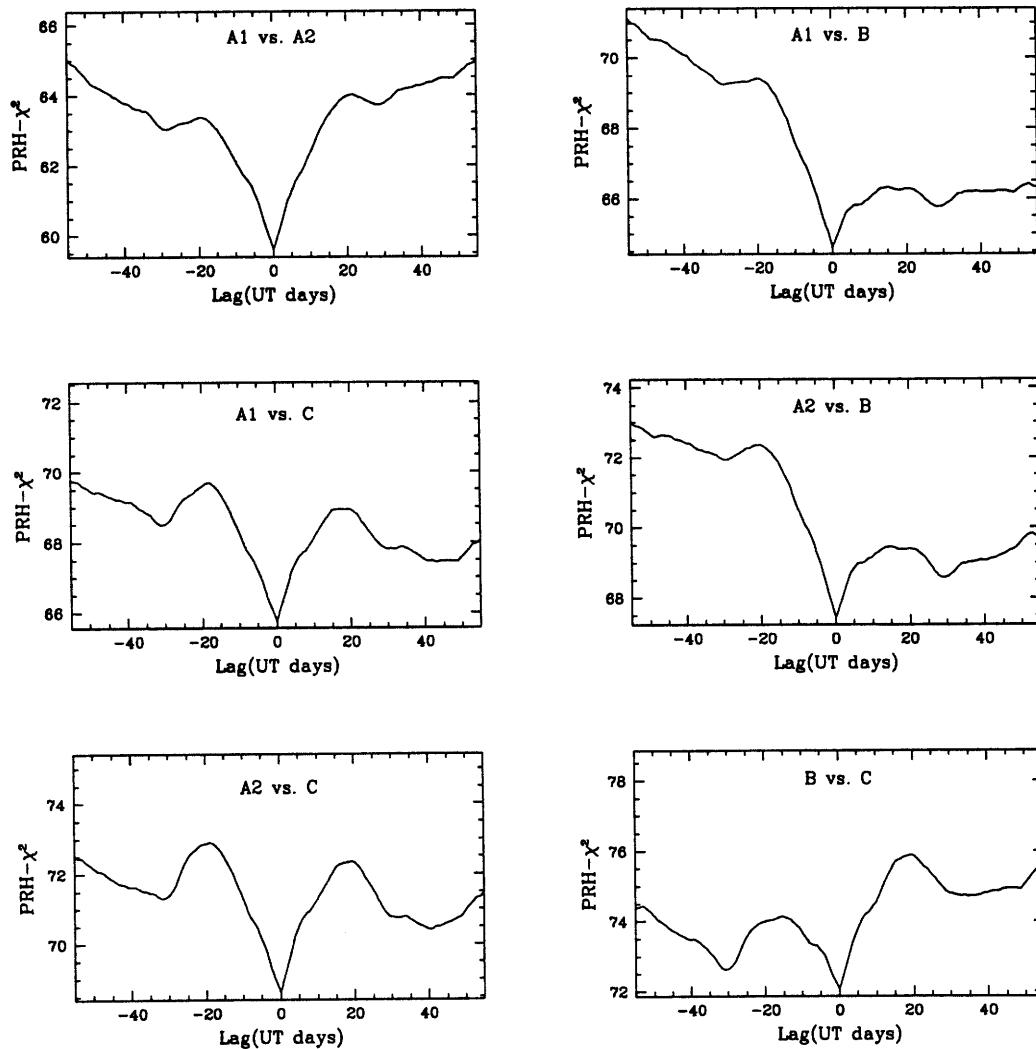 A1 vs. A2
66
64
62
60
PRH-χ²
-40 -20 0 20 40
Lag(UT days)
A1 vs. B
70
68
66
PRH-χ²
-40 -20 0 20 40
Lag(UT days)
A1 vs. C
72
70
68
66
PRH-χ²
-40 -20 0 20 40
Lag(UT days)
A2 vs. B
74
72
70
68
PRH-χ²
-40 -20 0 20 40
Lag(UT days)
A2 vs. C
74
72
70
PRH-χ²
-40 -20 0 20 40
Lag(UT days)
B vs. C
78
76
74
72
PRH-χ²
-40 -20 0 20 40
Lag(UT days)